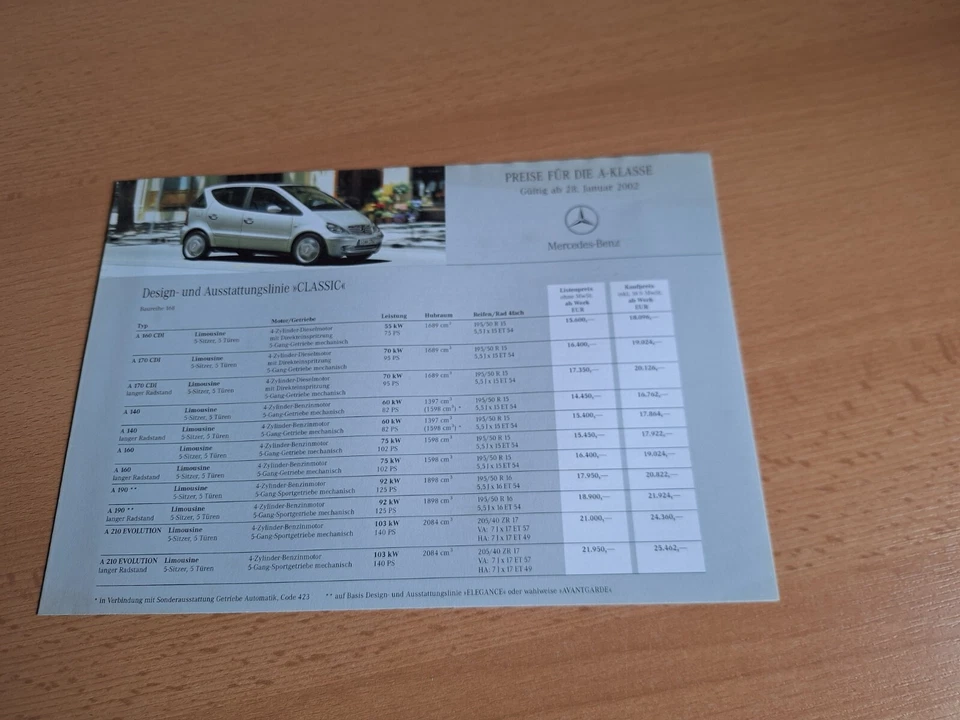 PREISE FÜR DIE A-KLASSE
Gültig ab 28. Januar 2002
Mercedes-Benz
Design- und Ausstattungslinie »CLASSIC«
Baureihe 168
Typ Motor/Getriebe Leistung Hubraum Reifen/Rad 4fach Listenpreis ohne MwSt. ab Werk EUR Kaufpreis inkl. 16 % MwSt. ab Werk EUR
A 160 CDI Limousine 4-Zylinder-Dieselmotor 55 kW 1689 cm³ 195/50 R 15 15.600,— 18.096,—
5-Sitzer, 5 Türen mit Direkteinspritzung 75 PS 5,5 J x 15 ET 54
5-Gang-Getriebe mechanisch
A 170 CDI Limousine 4-Zylinder-Dieselmotor 70 kW 1689 cm³ 195/50 R 15 16.400,— 19.024,—
5-Sitzer, 5 Türen mit Direkteinspritzung 95 PS 5,5 J x 15 ET 54
5-Gang-Getriebe mechanisch
A 170 CDI Limousine 4-Zylinder-Dieselmotor 70 kW 1689 cm³ 195/50 R 15 17.350,— 20.126,—
langer Radstand 5-Sitzer, 5 Türen mit Direkteinspritzung 95 PS 5,5 J x 15 ET 54
5-Gang-Getriebe mechanisch
A 140 Limousine 4-Zylinder-Benzinmotor 60 kW 1397 cm³ 195/50 R 15 14.450,— 16.762,—
5-Sitzer, 5 Türen 5-Gang-Getriebe mechanisch 82 PS (1598 cm³) * 5,5 J x 15 ET 54
A 140 Limousine 4-Zylinder-Benzinmotor 60 kW 1397 cm³ 195/50 R 15 15.400,— 17.864,—
langer Radstand 5-Sitzer, 5 Türen 5-Gang-Getriebe mechanisch 82 PS (1598 cm³) * 5,5 J x 15 ET 54
A 160 Limousine 4-Zylinder-Benzinmotor 75 kW 1598 cm³ 195/50 R 15 15.450,— 17.922,—
5-Sitzer, 5 Türen 5-Gang-Getriebe mechanisch 102 PS 5,5 J x 15 ET 54
A 160 Limousine 4-Zylinder-Benzinmotor 75 kW 1598 cm³ 195/50 R 15 16.400,— 19.024,—
langer Radstand 5-Sitzer, 5 Türen 5-Gang-Getriebe mechanisch 102 PS 5,5 J x 15 ET 54
A 190 ** Limousine 4-Zylinder-Benzinmotor 92 kW 1898 cm³ 195/50 R 16 17.950,— 20.822,—
5-Sitzer, 5 Türen 5-Gang-Sportgetriebe mechanisch 125 PS 5,5 J x 16 ET 54
A 190 ** Limousine 4-Zylinder-Benzinmotor 92 kW 1898 cm³ 195/50 R 16 18.900,— 21.924,—
langer Radstand 5-Sitzer, 5 Türen 5-Gang-Sportgetriebe mechanisch 125 PS 5,5 J x 16 ET 54
A 210 EVOLUTION Limousine 4-Zylinder-Benzinmotor 103 kW 2084 cm³ 205/40 ZR 17 21.000,— 24.360,—
5-Sitzer, 5 Türen 5-Gang-Sportgetriebe mechanisch 140 PS VA: 7 J x 17 ET 57
HA: 7 J x 17 ET 49
A 210 EVOLUTION Limousine 4-Zylinder-Benzinmotor 103 kW 2084 cm³ 205/40 ZR 17 21.950,— 25.462,—
langer Radstand 5-Sitzer, 5 Türen 5-Gang-Sportgetriebe mechanisch 140 PS VA: 7 J x 17 ET 57
HA: 7 J x 17 ET 49
* in Verbindung mit Sonderausstattung Getriebe Automatik, Code 423 ** auf Basis Design- und Ausstattungslinie »ELEGANCE« oder wahlweise »AVANTGARDE«